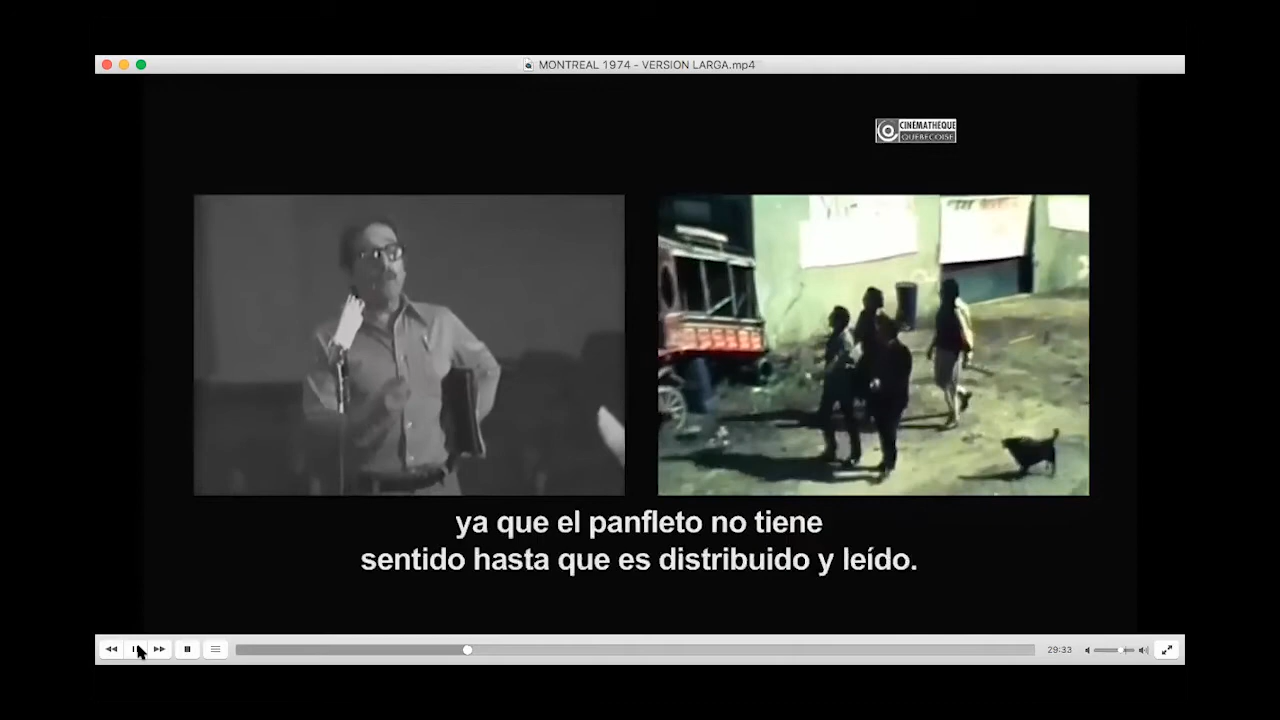 MONTREAL 1974 - VERSION LARGA.mp4
CINÉMATHÈQUE
QUÉBÉCOISE
ya que el panfleto no tiene
sentido hasta que es distribuido y leído.
29:33